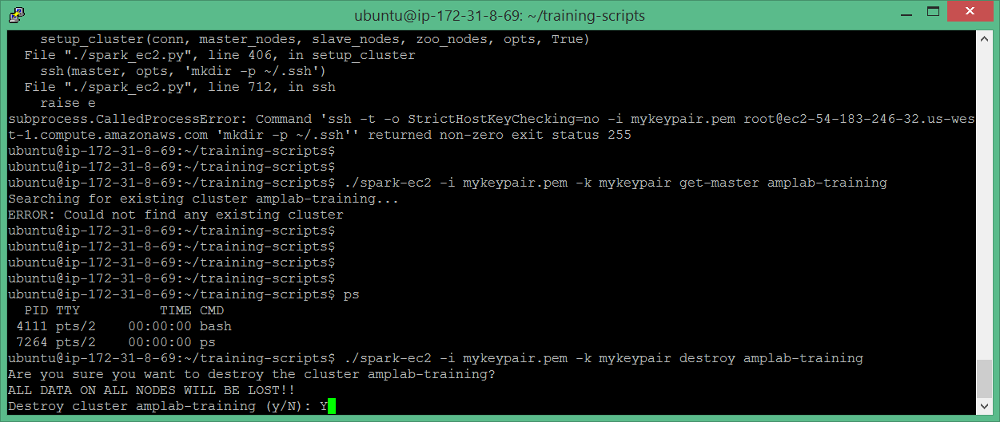 ubuntu@ip-172-31-8-69: ~/training-scripts
setup_cluster(conn, master_nodes, slave_nodes, zoo_nodes, opts, True)
File "./spark_ec2.py", line 406, in setup_cluster
ssh(master, opts, 'mkdir -p ~/.ssh')
File "./spark_ec2.py", line 712, in ssh
raise e
subprocess.CalledProcessError: Command 'ssh -t -o StrictHostKeyChecking=no -i mykeypair.pem root@ec2-54-183-246-32.us-wes
t-1.compute.amazonaws.com 'mkdir -p ~/.ssh'' returned non-zero exit status 255
ubuntu@ip-172-31-8-69:~/training-scripts$
ubuntu@ip-172-31-8-69:~/training-scripts$
ubuntu@ip-172-31-8-69:~/training-scripts$ ./spark-ec2 -i mykeypair.pem -k mykeypair get-master amplab-training
Searching for existing cluster amplab-training...
ERROR: Could not find any existing cluster
ubuntu@ip-172-31-8-69:~/training-scripts$
ubuntu@ip-172-31-8-69:~/training-scripts$
ubuntu@ip-172-31-8-69:~/training-scripts$
ubuntu@ip-172-31-8-69:~/training-scripts$
ubuntu@ip-172-31-8-69:~/training-scripts$ ps
PID TTY TIME CMD
4111 pts/2 00:00:00 bash
7264 pts/2 00:00:00 ps
ubuntu@ip-172-31-8-69:~/training-scripts$ ./spark-ec2 -i mykeypair.pem -k mykeypair destroy amplab-training
Are you sure you want to destroy the cluster amplab-training?
ALL DATA ON ALL NODES WILL BE LOST!!
Destroy cluster amplab-training (y/N): Y